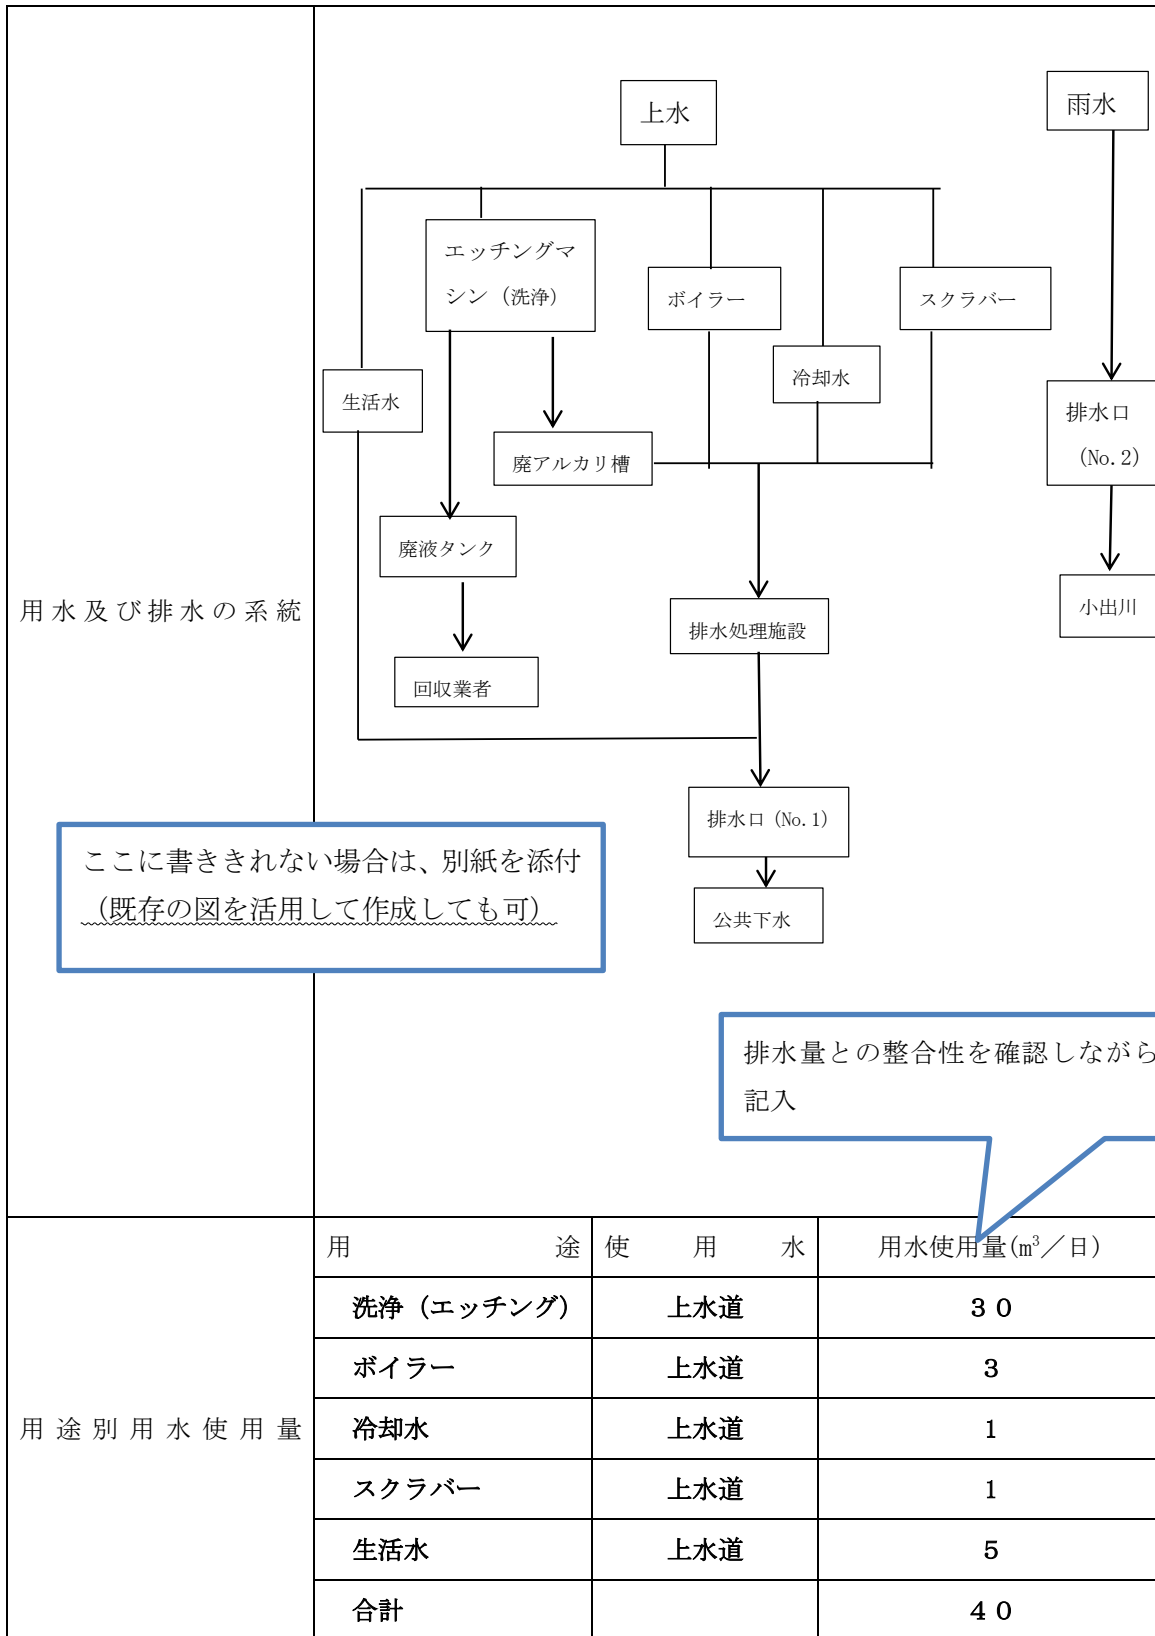 用水及び排水の系統
上水
雨水
エッチングマ
シン（洗浄）
ボイラー
スクラバー
冷却水
生活水
排水口
（No.2）
廃アルカリ槽
廃液タンク
小出川
排水処理施設
回収業者
排水口（No.1）
公共下水
ここに書ききれない場合は、別紙を添付
（既存の図を活用して作成しても可）
排水量との整合性を確認しながら
記入
用途別用水使用量
用途 使用水 用水使用量(m³／日)
洗浄（エッチング） 上水道 ３０
ボイラー 上水道 ３
冷却水 上水道 １
スクラバー 上水道 １
生活水 上水道 ５
合計 ４０